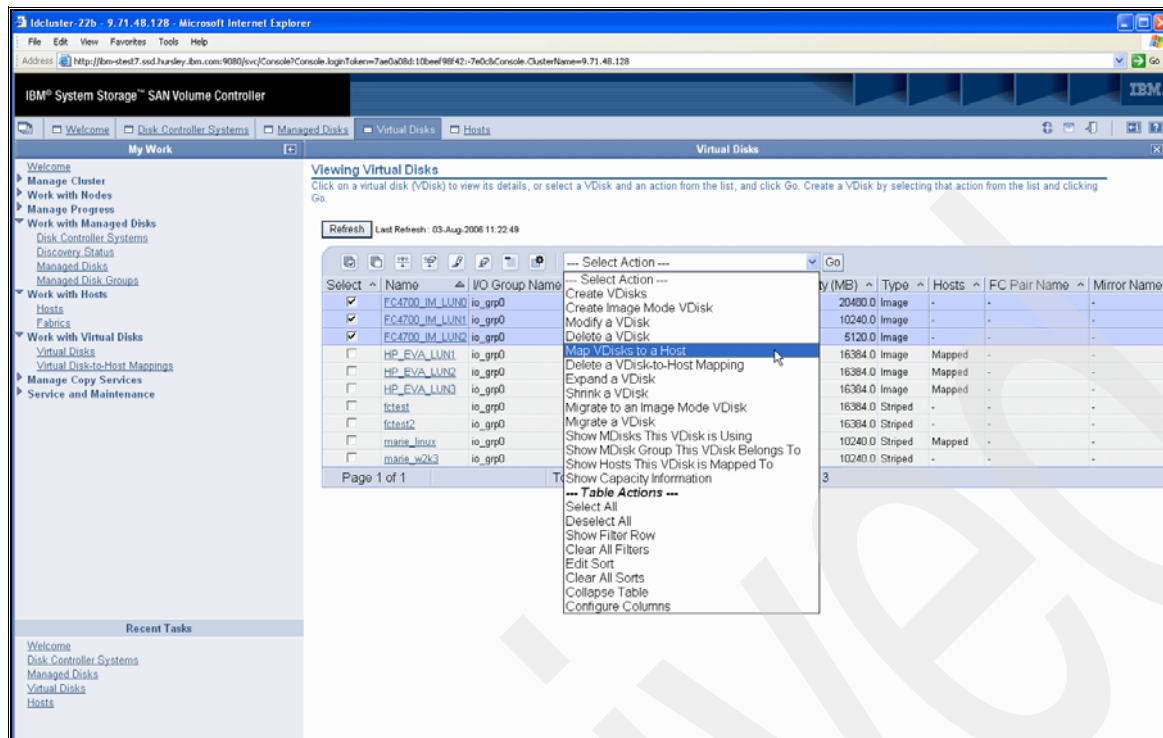 Idcluster-22b - 9.71.48.128 - Microsoft Internet Explorer
File Edit View Favorites Tools Help
Address http://ibm-stest7.ssd.hursley.ibm.com:9080/svc/Console?Console.loginToken=7ae0a08d:10beef98f42:-7e0c&Console.ClusterName=9.71.48.128 Go
IBM® System Storage™ SAN Volume Controller IBM
Welcome Disk Controller Systems Managed Disks Virtual Disks Hosts
My Work Virtual Disks
Welcome
Manage Cluster
Work with Nodes
Manage Progress
Work with Managed Disks
Disk Controller Systems
Discovery Status
Managed Disks
Managed Disk Groups
Work with Hosts
Hosts
Fabrics
Work with Virtual Disks
Virtual Disks
Virtual Disk-to-Host Mappings
Manage Copy Services
Service and Maintenance
Recent Tasks
Welcome
Disk Controller Systems
Managed Disks
Virtual Disks
Hosts
Viewing Virtual Disks
Click on a virtual disk (VDisk) to view its details, or select a VDisk and an action from the list, and click Go. Create a VDisk by selecting that action from the list and clicking
Go.
Refresh Last Refresh : 03-Aug-2006 11:22:49
--- Select Action --- Go
Select Name I/O Group Name ty (MB) Type Hosts FC Pair Name Mirror Name
FC4700_IM_LUN0 io_grp0 20480.0 Image - - -
FC4700_IM_LUN1 io_grp0 10240.0 Image - - -
FC4700_IM_LUN2 io_grp0 5120.0 Image - - -
HP_EVA_LUN1 io_grp0 16384.0 Image Mapped - -
HP_EVA_LUN2 io_grp0 16384.0 Image Mapped - -
HP_EVA_LUN3 io_grp0 16384.0 Image Mapped - -
fctest io_grp0 16384.0 Striped - - -
fctest2 io_grp0 16384.0 Striped - - -
marie_linux io_grp0 10240.0 Striped Mapped - -
marie_w2k3 io_grp0 10240.0 Striped - - -
Page 1 of 1 To 3
--- Select Action ---
Create VDisks
Create Image Mode VDisk
Modify a VDisk
Delete a VDisk
Map VDisks to a Host
Delete a VDisk-to-Host Mapping
Expand a VDisk
Shrink a VDisk
Migrate to an Image Mode VDisk
Migrate a VDisk
Show MDisks This VDisk is Using
Show MDisk Group This VDisk Belongs To
Show Hosts This VDisk is Mapped To
Show Capacity Information
--- Table Actions ---
Select All
Deselect All
Show Filter Row
Clear All Filters
Edit Sort
Clear All Sorts
Collapse Table
Configure Columns